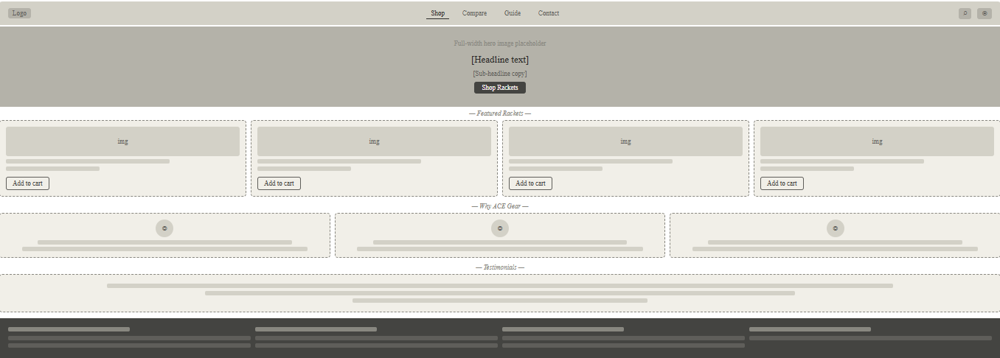 Logo
Shop
Compare
Guide
Contact
Full-width hero image placeholder
[Headline text]
[Sub-headline copy]
Shop Rackets
— Featured Rackets —
img
img
img
img
Add to cart
Add to cart
Add to cart
Add to cart
— Why ACE Gear —
— Testimonials —